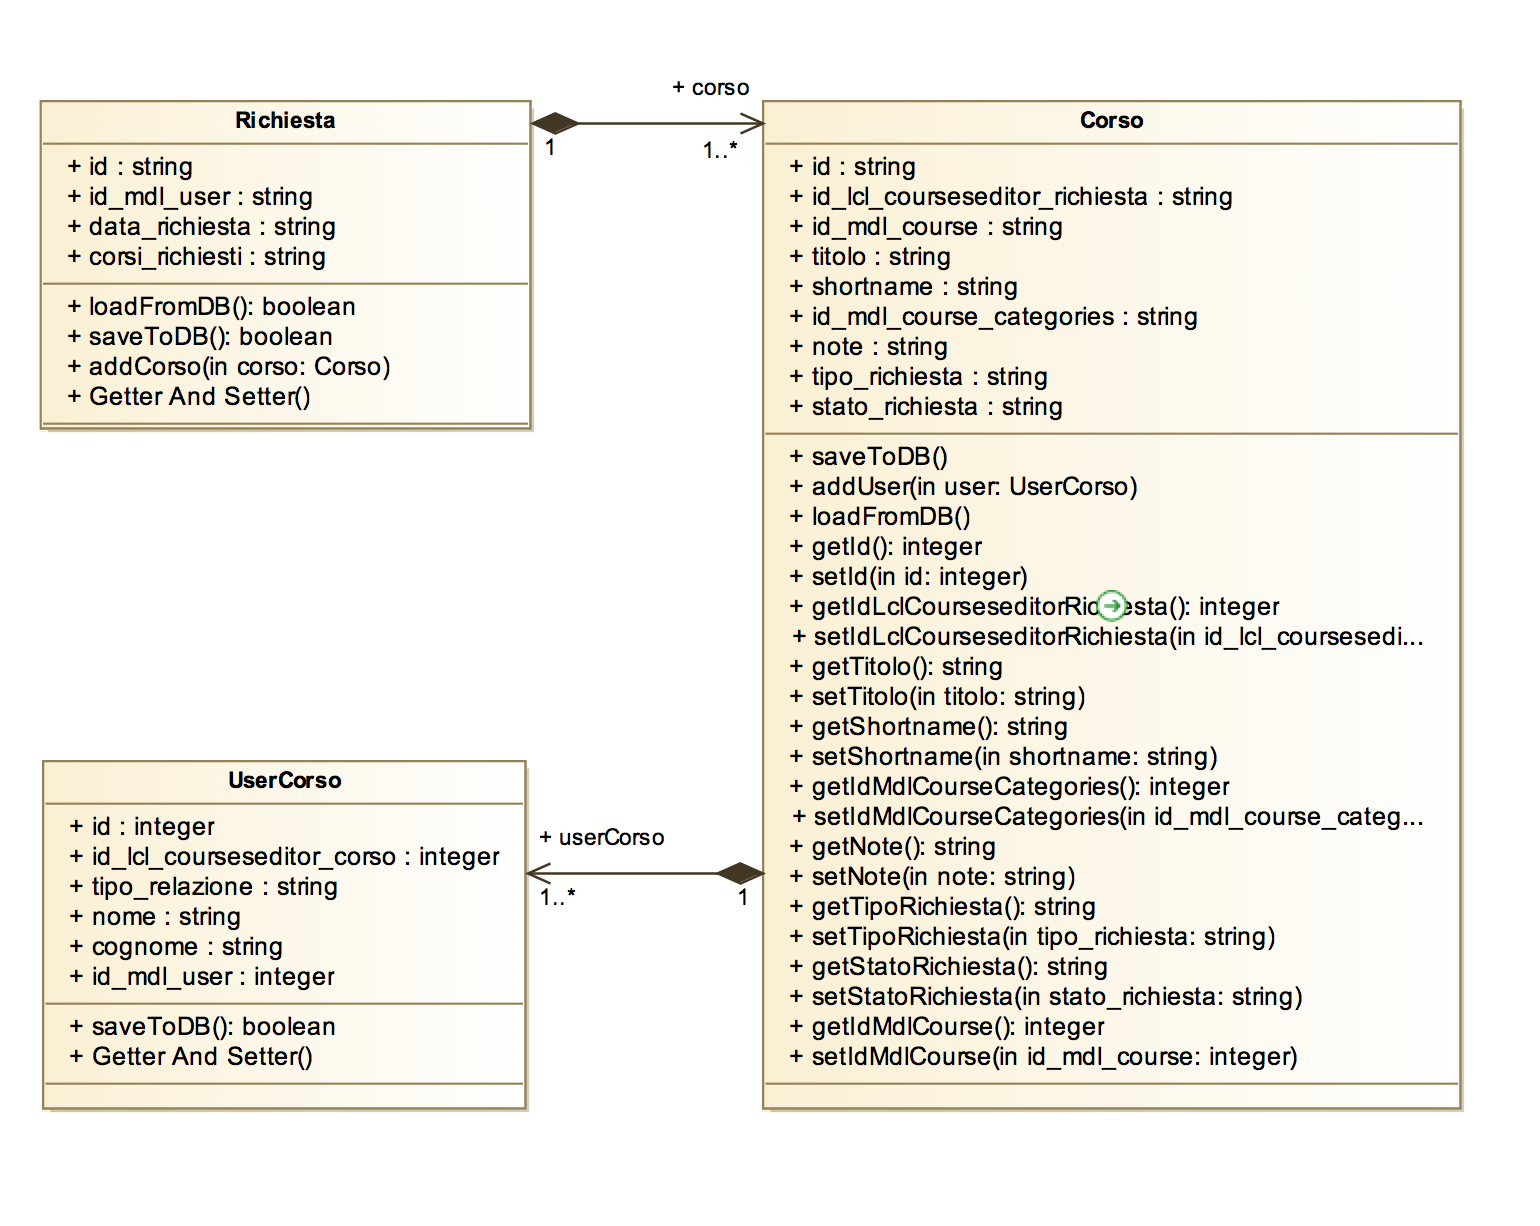 + corso
Richiesta
1
1..*
+ id : string
+ id_mdl_user : string
+ data_richiesta : string
+ corsi_richiesti : string
+ loadFromDB(): boolean
+ saveToDB(): boolean
+ addCorso(in corso: Corso)
+ Getter And Setter()
Corso
+ id : string
+ id_lcl_courseseditor_richiesta : string
+ id_mdl_course : string
+ titolo : string
+ shortname : string
+ id_mdl_course_categories : string
+ note : string
+ tipo_richiesta : string
+ stato_richiesta : string
+ saveToDB()
+ addUser(in user: UserCorso)
+ loadFromDB()
+ getId(): integer
+ setId(in id: integer)
+ getIdLclCourseseditorRichiesta(): integer
+ setIdLclCourseseditorRichiesta(in id_lcl_coursesedi...
+ getTitolo(): string
+ setTitolo(in titolo: string)
+ getShortname(): string
+ setShortname(in shortname: string)
+ getIdMdlCourseCategories(): integer
+ setIdMdlCourseCategories(in id_mdl_course_categ...
+ getNote(): string
+ setNote(in note: string)
+ getTipoRichiesta(): string
+ setTipoRichiesta(in tipo_richiesta: string)
+ getStatoRichiesta(): string
+ setStatoRichiesta(in stato_richiesta: string)
+ getIdMdlCourse(): integer
+ setIdMdlCourse(in id_mdl_course: integer)
UserCorso
+ id : integer
+ id_lcl_courseseditor_corso : integer
+ tipo_relazione : string
+ nome : string
+ cognome : string
+ id_mdl_user : integer
+ saveToDB(): boolean
+ Getter And Setter()
+ userCorso
1..*
1